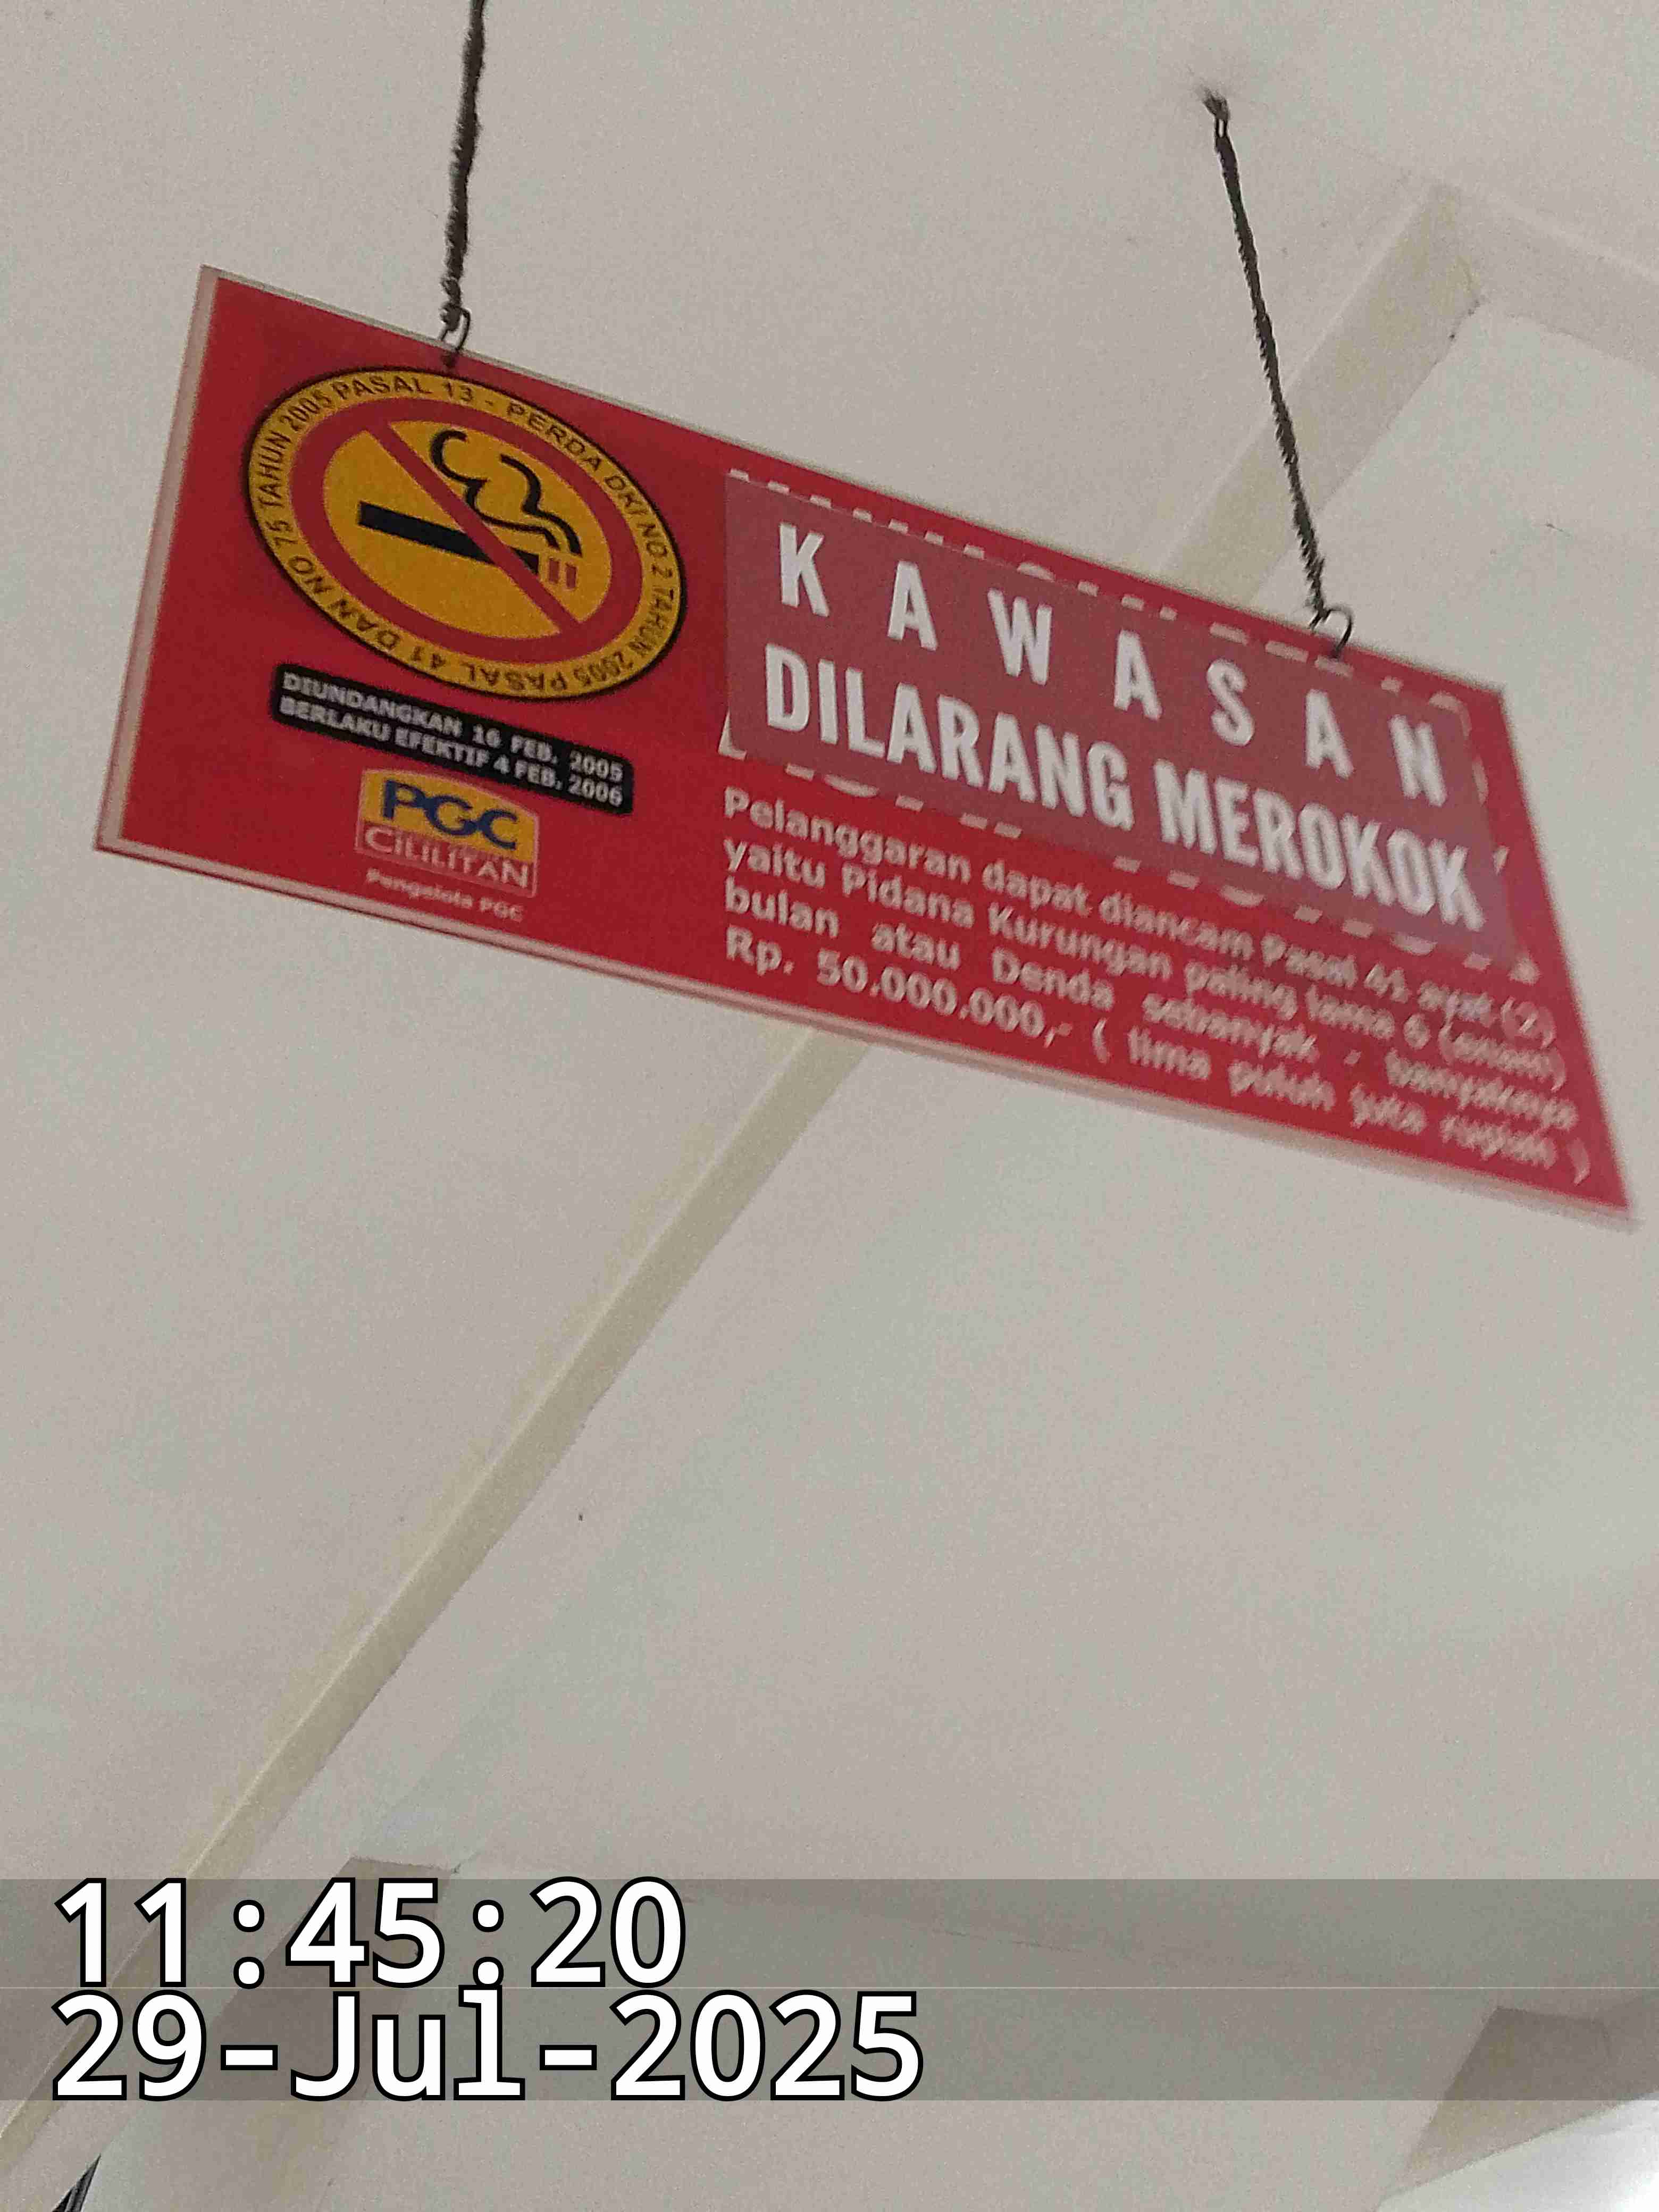 PERDA DKI NO 2 TAHUN 2005 PASAL 41 DAN NO 75 TAHUN 2005 PASAL 13 -
DIUNDANGKAN 16 FEB. 2005
BERLAKU EFEKTIF 4 FEB. 2006
PGC
CILILITAN
Pengelola PGC
KAWASAN
DILARANG MEROKOK
Pelanggaran dapat diancam Pasal 41 ayat (2)
yaitu Pidana Kurungan paling lama 6 (enam)
bulan atau Denda sebanyak - banyaknya
Rp. 50.000.000,- ( lima puluh juta rupiah )
11:45:20
29-Jul-2025